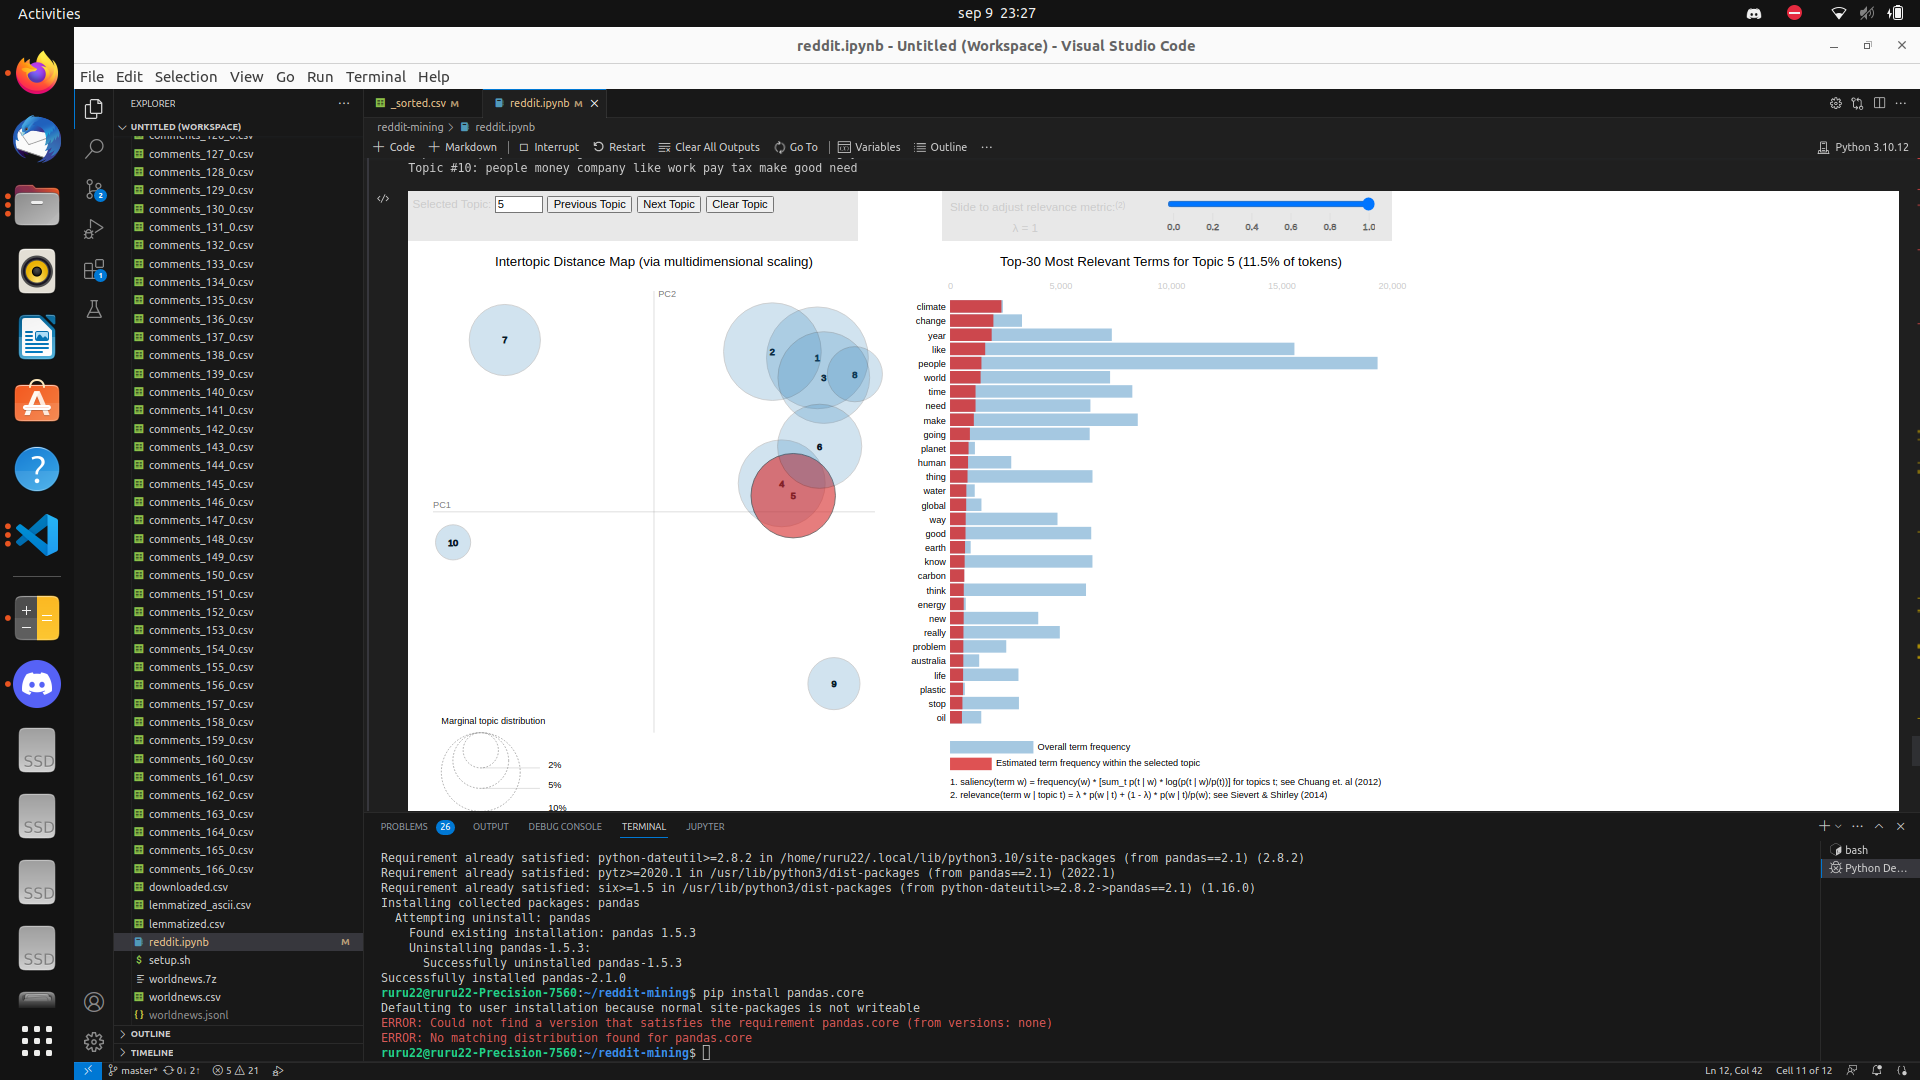 Activities
sep 9 23:27
reddit.ipynb - Untitled (Workspace) - Visual Studio Code
File Edit Selection View Go Run Terminal Help
EXPLORER
UNTITLED (WORKSPACE)
comments_126_0.csv
comments_127_0.csv
comments_128_0.csv
comments_129_0.csv
comments_130_0.csv
comments_131_0.csv
comments_132_0.csv
comments_133_0.csv
comments_134_0.csv
comments_135_0.csv
comments_136_0.csv
comments_137_0.csv
comments_138_0.csv
comments_139_0.csv
comments_140_0.csv
comments_141_0.csv
comments_142_0.csv
comments_143_0.csv
comments_144_0.csv
comments_145_0.csv
comments_146_0.csv
comments_147_0.csv
comments_148_0.csv
comments_149_0.csv
comments_150_0.csv
comments_151_0.csv
comments_152_0.csv
comments_153_0.csv
comments_154_0.csv
comments_155_0.csv
comments_156_0.csv
comments_157_0.csv
comments_158_0.csv
comments_159_0.csv
comments_160_0.csv
comments_161_0.csv
comments_162_0.csv
comments_163_0.csv
comments_164_0.csv
comments_165_0.csv
comments_166_0.csv
downloaded.csv
lemmatized_ascii.csv
lemmatized.csv
reddit.ipynb M
setup.sh
worldnews.7z
worldnews.csv
worldnews.jsonl
OUTLINE
TIMELINE
2
1
SSD
SSD
SSD
SSD
_sorted.csv M
reddit.ipynb M
reddit-mining > reddit.ipynb
+ Code + Markdown Interrupt Restart Clear All Outputs Go To Variables Outline ...
Python 3.10.12
Topic #10: people money company like work pay tax make good need
Selected Topic: 5 Previous Topic Next Topic Clear Topic
Slide to adjust relevance metric:(2)
λ = 1
0.0 0.2 0.4 0.6 0.8 1.0
Intertopic Distance Map (via multidimensional scaling)
PC2
PC1
7
2
1
3
8
6
4
5
10
9
Marginal topic distribution
2%
5%
10%
Top-30 Most Relevant Terms for Topic 5 (11.5% of tokens)
0 5,000 10,000 15,000 20,000
climate
change
year
like
people
world
time
need
make
going
planet
human
thing
water
global
way
good
earth
know
carbon
think
energy
new
really
problem
australia
life
plastic
stop
oil
Overall term frequency
Estimated term frequency within the selected topic
1. saliency(term w) = frequency(w) * [sum_t p(t | w) * log(p(t | w)/p(t))] for topics t; see Chuang et. al (2012)
2. relevance(term w | topic t) = λ * p(w | t) + (1 - λ) * p(w | t)/p(w); see Sievert & Shirley (2014)
PROBLEMS 26 OUTPUT DEBUG CONSOLE TERMINAL JUPYTER
Requirement already satisfied: python-dateutil>=2.8.2 in /home/ruru22/.local/lib/python3.10/site-packages (from pandas==2.1) (2.8.2)
Requirement already satisfied: pytz>=2020.1 in /usr/lib/python3/dist-packages (from pandas==2.1) (2022.1)
Requirement already satisfied: six>=1.5 in /usr/lib/python3/dist-packages (from python-dateutil>=2.8.2->pandas==2.1) (1.16.0)
Installing collected packages: pandas
Attempting uninstall: pandas
Found existing installation: pandas 1.5.3
Uninstalling pandas-1.5.3:
Successfully uninstalled pandas-1.5.3
Successfully installed pandas-2.1.0
ruru22@ruru22-Precision-7560:~/reddit-mining$ pip install pandas.core
Defaulting to user installation because normal site-packages is not writeable
ERROR: Could not find a version that satisfies the requirement pandas.core (from versions: none)
ERROR: No matching distribution found for pandas.core
ruru22@ruru22-Precision-7560:~/reddit-mining$
bash
Python De...
master* 0↓ 2↑ 5 21
Ln 12, Col 42 Cell 11 of 12